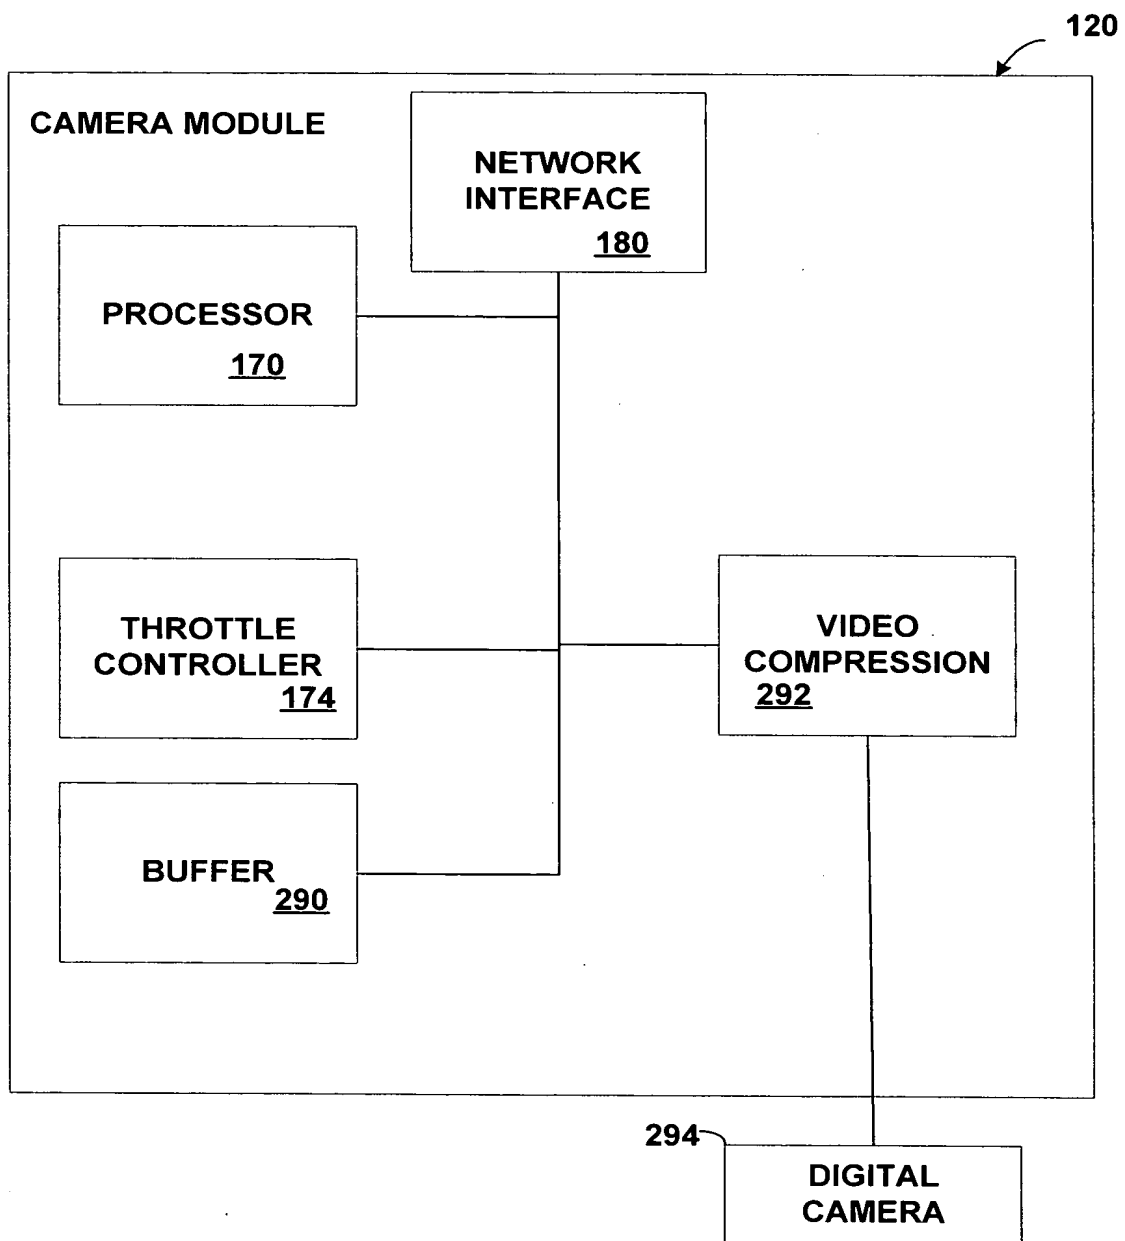 120
CAMERA MODULE
NETWORK
INTERFACE
180
PROCESSOR
170
THROTTLE
CONTROLLER
174
VIDEO
COMPRESSION
292
BUFFER
290
294
DIGITAL
CAMERA